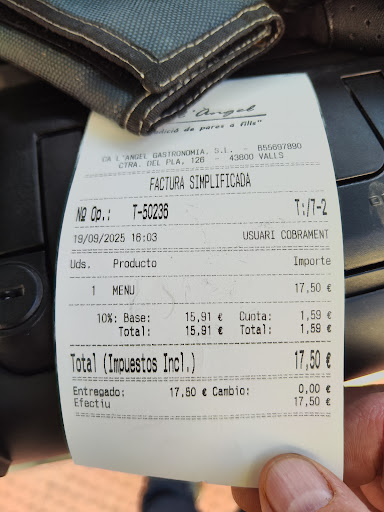 Angel
de pares a fills"
CA L'ANGEL GASTRONOMIA, S.L. - B55697890
CTRA. DEL PLA, 126 - 43800 VALLS
FACTURA SIMPLIFICADA
Nº Op.: T-50236 T:/7-2
19/09/2025 16:03 USUARI COBRAMENT
Uds. Producto Importe
1 MENU 17,50 €
10%: Base: 15,91 € Cuota: 1,59 €
Total: 15,91 € Total: 1,59 €
Total (Impuestos Incl.) 17,50 €
Entregado: 17,50 € Cambio: 0,00 €
Efectiu 17,50 €